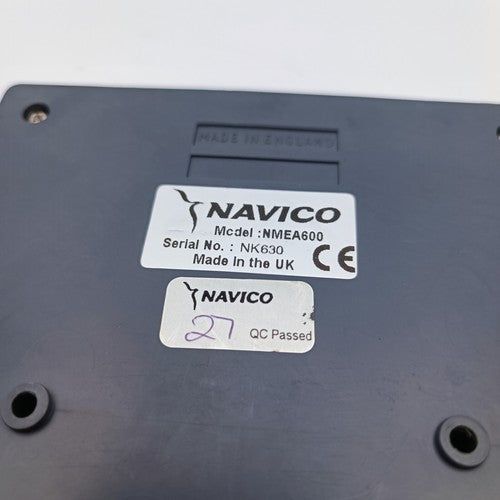 MADE IN ENGLAND
NAVICO
Model :NMEA600
Serial No. : NK630
Made in the UK CE
NAVICO
27 QC Passed